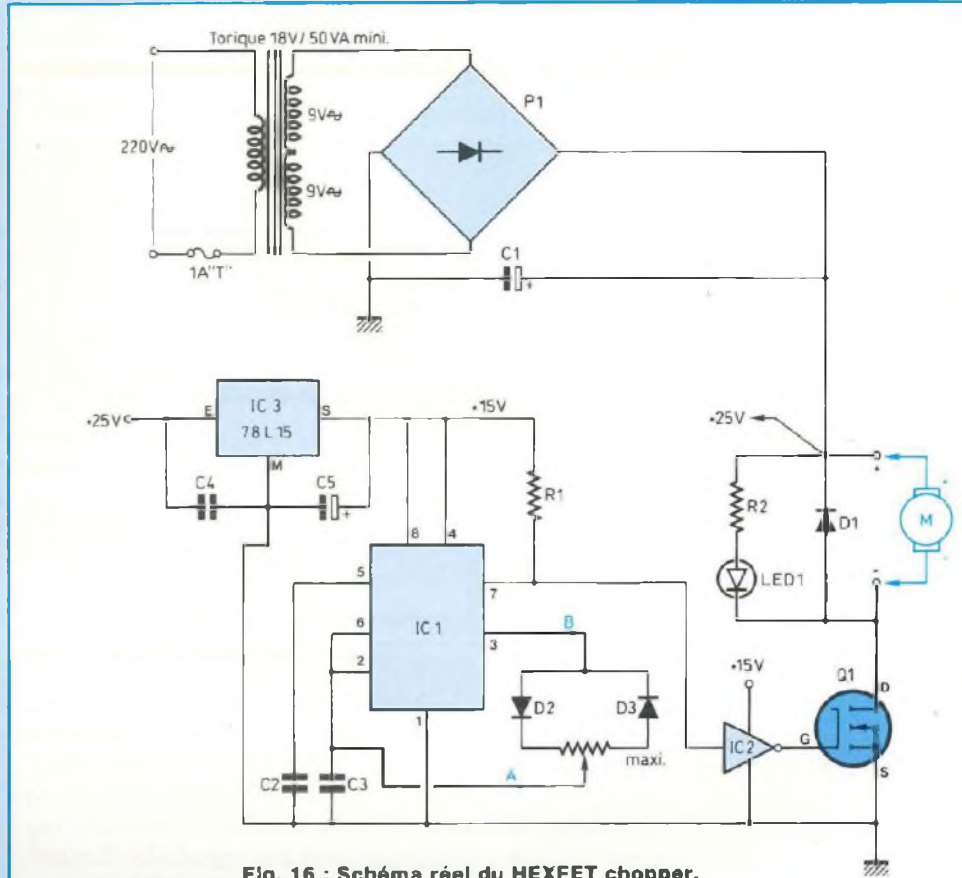 Torique 18V/ 50VA mini.
220V~
9V~
9V~
1A"T"
P1
C1
+
+25V
E
IC 3
78 L 15
S
M
+15V
C4
C5
+
R1
8
4
5
6
2
7
3
1
IC 1
B
D2
D3
maxi.
A
C2
C3
+25V
R2
LED1
D1
+
M
-
+15V
IC2
Q1
G
D
S
Fig. 16 : Schéma réel du HEXFET chopper.